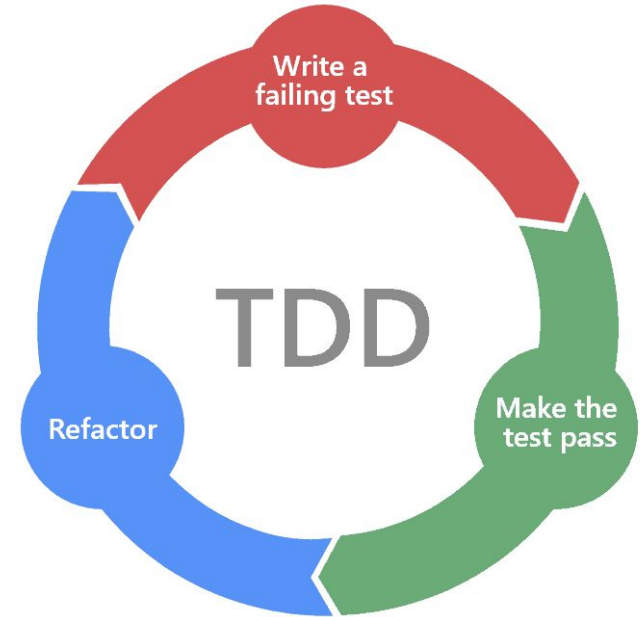 Write a
failing test
TDD
Make the
test pass
Refactor